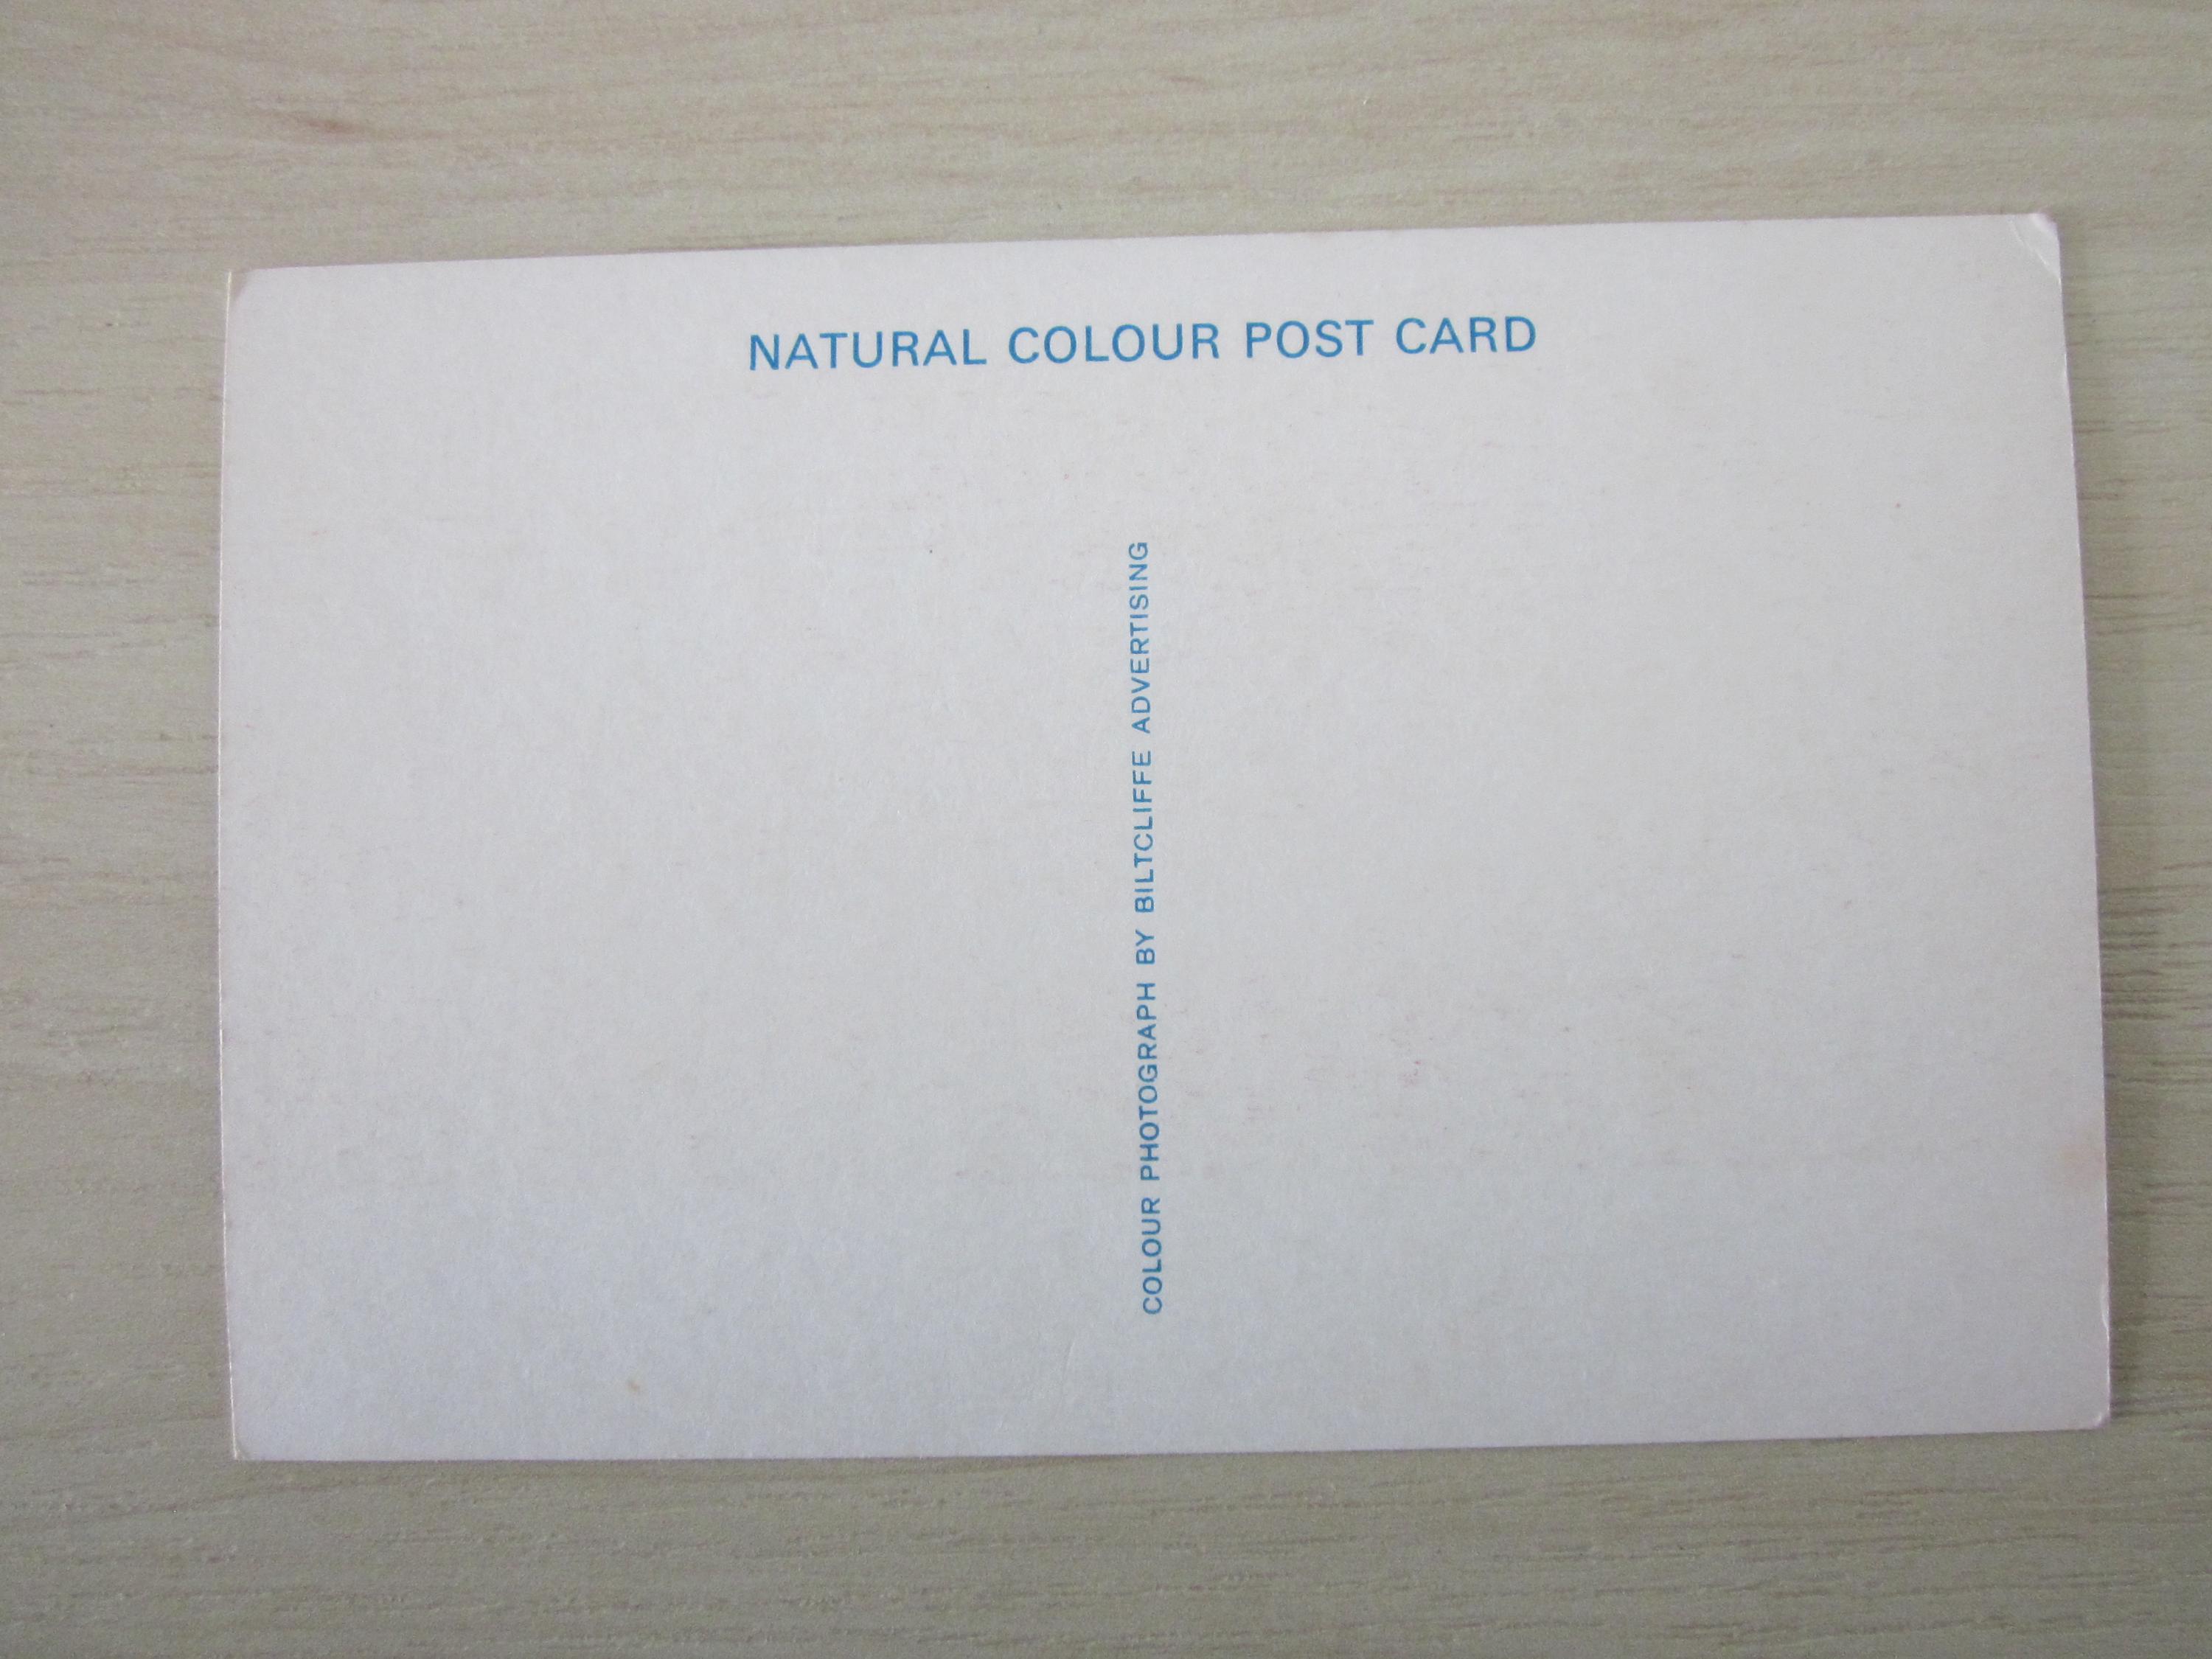 NATURAL COLOUR POST CARD
COLOUR PHOTOGRAPH BY BILTCLIFFE ADVERTISING